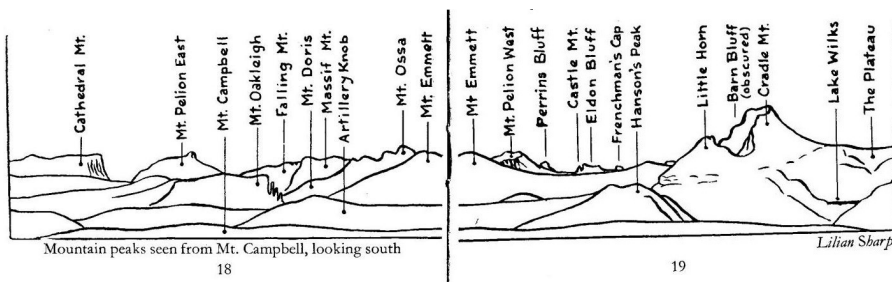 Cathedral Mt.
Mt. Pelion East
Mt. Campbell
Mt. Oakleigh
Falling Mt.
Mt. Doris
Massif Mt.
Artillery Knob
Mt. Ossa
Mt. Emmett
Mountain peaks seen from Mt. Campbell, looking south
18
Mt Emmett
Mt. Pelion West
Perrins Bluff
Castle Mt.
Eldon Bluff
Frenchman's Cap
Hanson's Peak
Little Horn
Barn Bluff
(obscured)
Cradle Mt.
Lake Wilks
The Plateau
Lilian Sharp
19